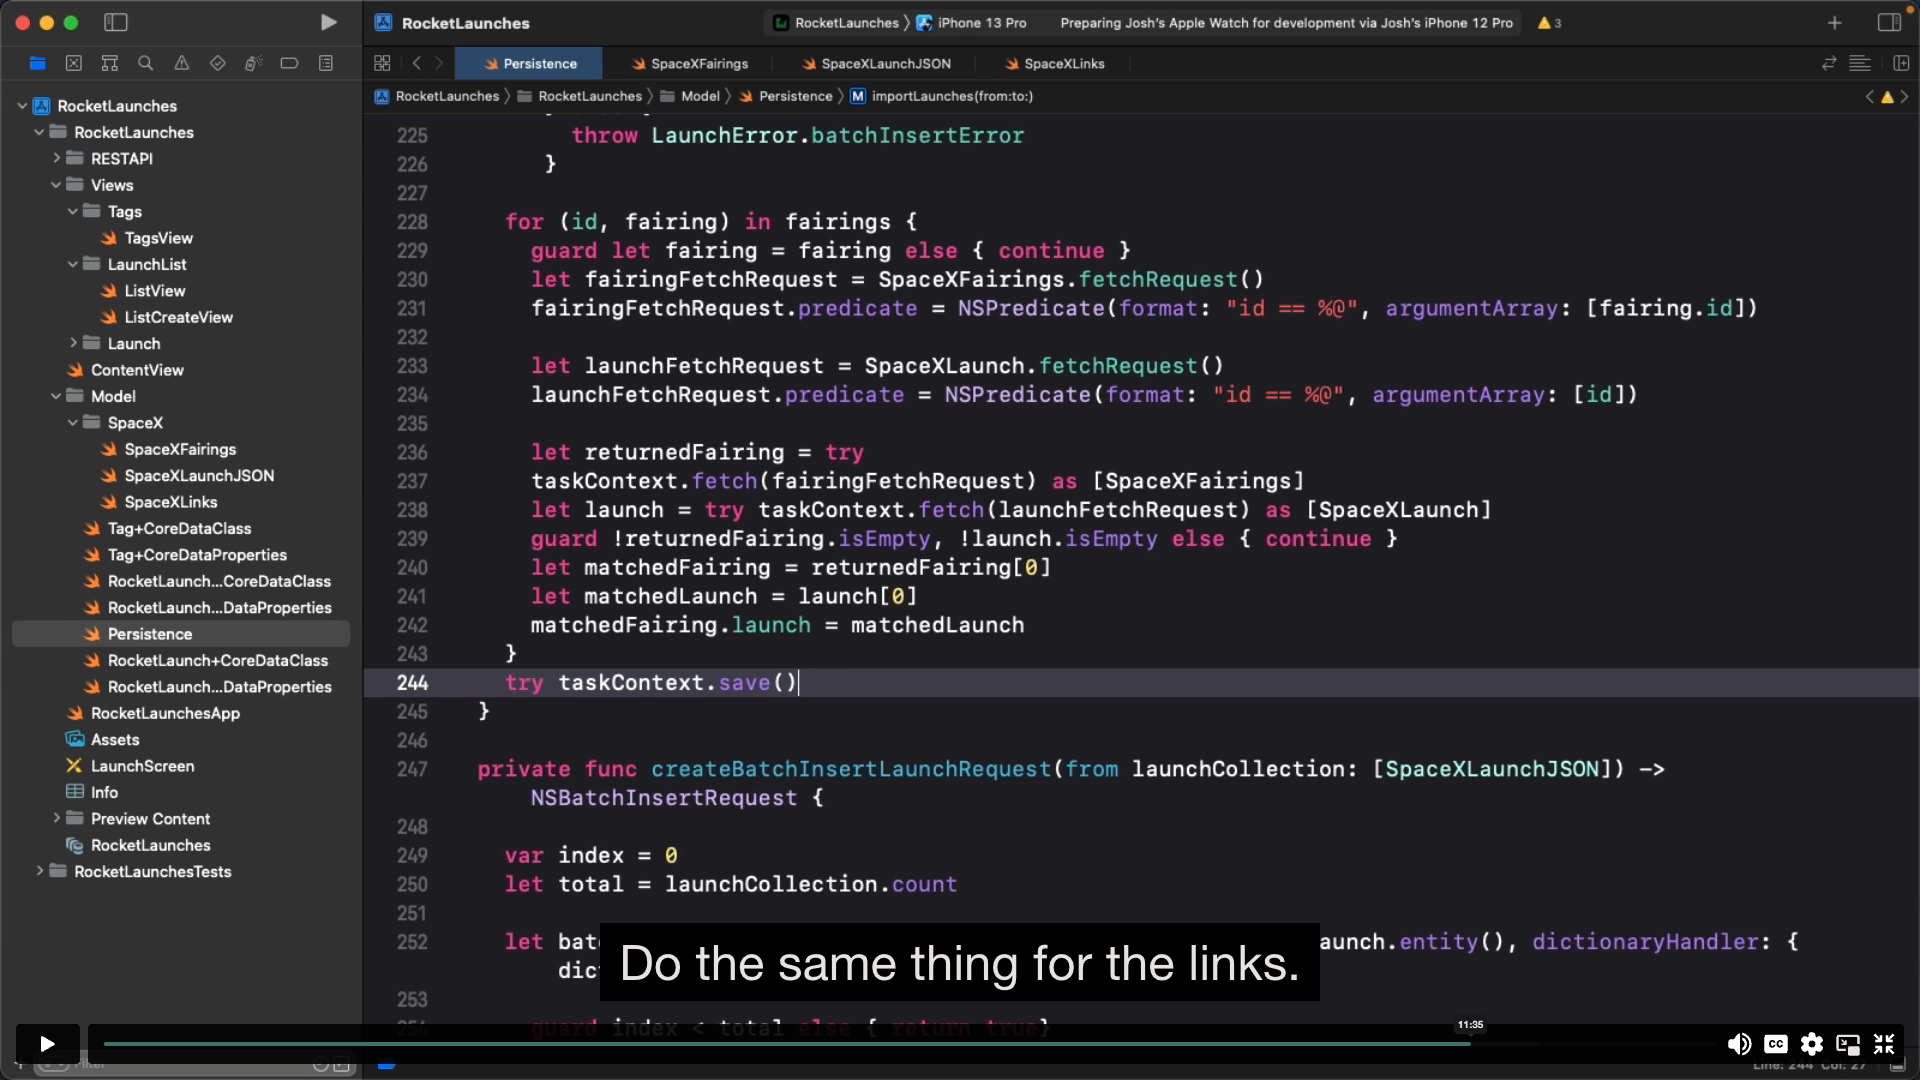 RocketLaunches
RocketLaunches
iPhone 13 Pro
Preparing Josh's Apple Watch for development via Josh's iPhone 12 Pro
3
Persistence
SpaceXFairings
SpaceXLaunchJSON
SpaceXLinks
RocketLaunches
RocketLaunches
Model
Persistence
M importLaunches(from:to:)
RocketLaunches
RocketLaunches
RESTAPI
Views
Tags
TagsView
LaunchList
ListView
ListCreateView
Launch
ContentView
Model
SpaceX
SpaceXFairings
SpaceXLaunchJSON
SpaceXLinks
Tag+CoreDataClass
Tag+CoreDataProperties
RocketLaunch...CoreDataClass
RocketLaunch...DataProperties
Persistence
RocketLaunch+CoreDataClass
RocketLaunch...DataProperties
RocketLaunchesApp
Assets
LaunchScreen
Info
Preview Content
RocketLaunches
RocketLaunchesTests
Filter
225 throw LaunchError.batchInsertError
226 }
227
228 for (id, fairing) in fairings {
229 guard let fairing = fairing else { continue }
230 let fairingFetchRequest = SpaceXFairings.fetchRequest()
231 fairingFetchRequest.predicate = NSPredicate(format: "id == %@", argumentArray: [fairing.id])
232
233 let launchFetchRequest = SpaceXLaunch.fetchRequest()
234 launchFetchRequest.predicate = NSPredicate(format: "id == %@", argumentArray: [id])
235
236 let returnedFairing = try
237 taskContext.fetch(fairingFetchRequest) as [SpaceXFairings]
238 let launch = try taskContext.fetch(launchFetchRequest) as [SpaceXLaunch]
239 guard !returnedFairing.isEmpty, !launch.isEmpty else { continue }
240 let matchedFairing = returnedFairing[0]
241 let matchedLaunch = launch[0]
242 matchedFairing.launch = matchedLaunch
243 }
244 try taskContext.save()
245 }
246
247 private func createBatchInsertLaunchRequest(from launchCollection: [SpaceXLaunchJSON]) ->
NSBatchInsertRequest {
248
249 var index = 0
250 let total = launchCollection.count
251
252 let aunch.entity(), dictionaryHandler: {
253
254 guard index < total else { return true}
Do the same thing for the links.
11:35
CC
Line: 244 Col: 27